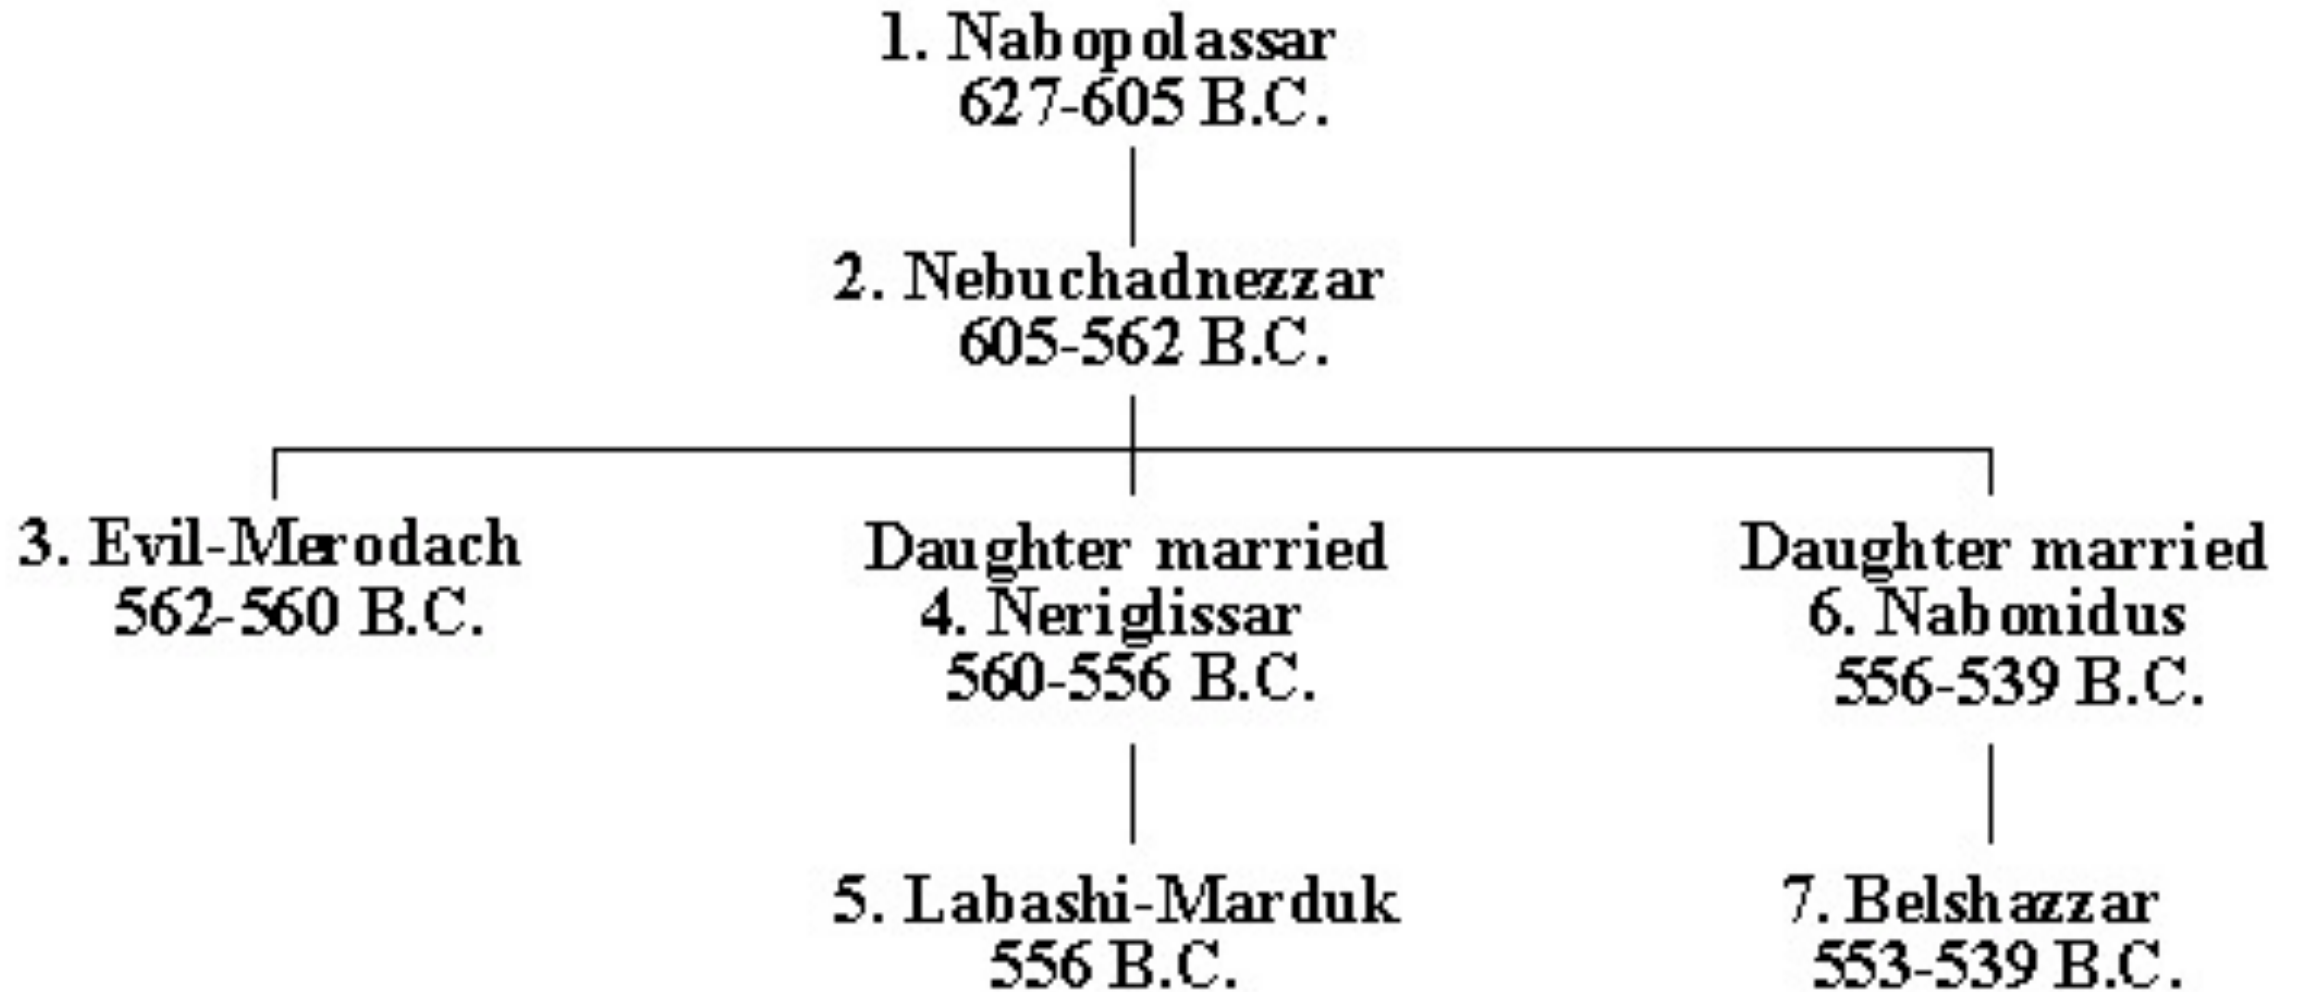 1. Nabopolassar
627-605 B.C.
2. Nebuchadnezzar
605-562 B.C.
3. Evil-Merodach
562-560 B.C.
Daughter married
4. Neriglissar
560-556 B.C.
Daughter married
6. Nabonidus
556-539 B.C.
5. Labashi-Marduk
556 B.C.
7. Belshazzar
553-539 B.C.